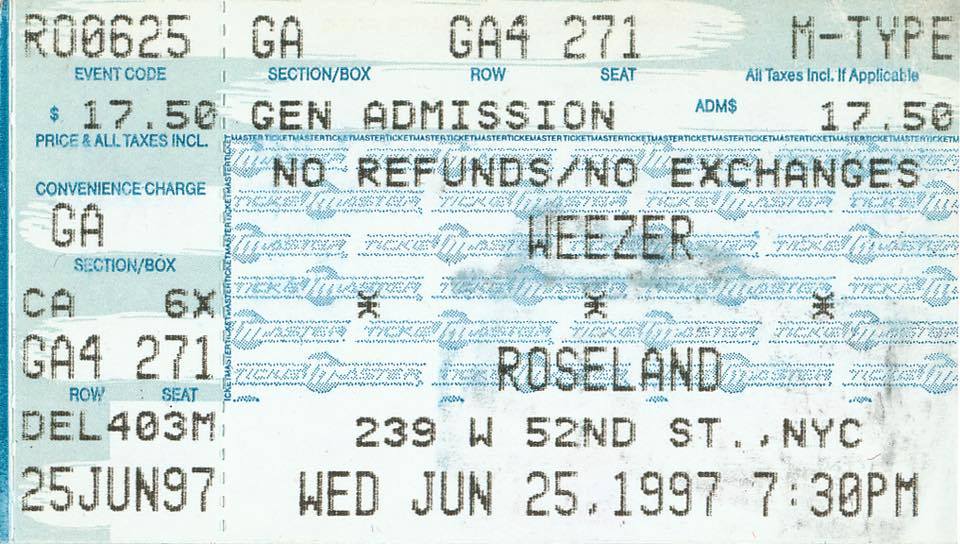 RO0625 GA GA4 271 M-TYPE
EVENT CODE SECTION/BOX ROW SEAT All Taxes Incl. If Applicable
$ 17.50 GEN ADMISSION ADM$ 17.50
PRICE & ALL TAXES INCL.
NO REFUNDS/NO EXCHANGES
CONVENIENCE CHARGE
GA WEEZER
SECTION/BOX
CA 6X * * *
GA4 271 ROSELAND
ROW SEAT
DEL403M 239 W 52ND ST.,NYC
25JUN97 WED JUN 25,1997 7:30PM